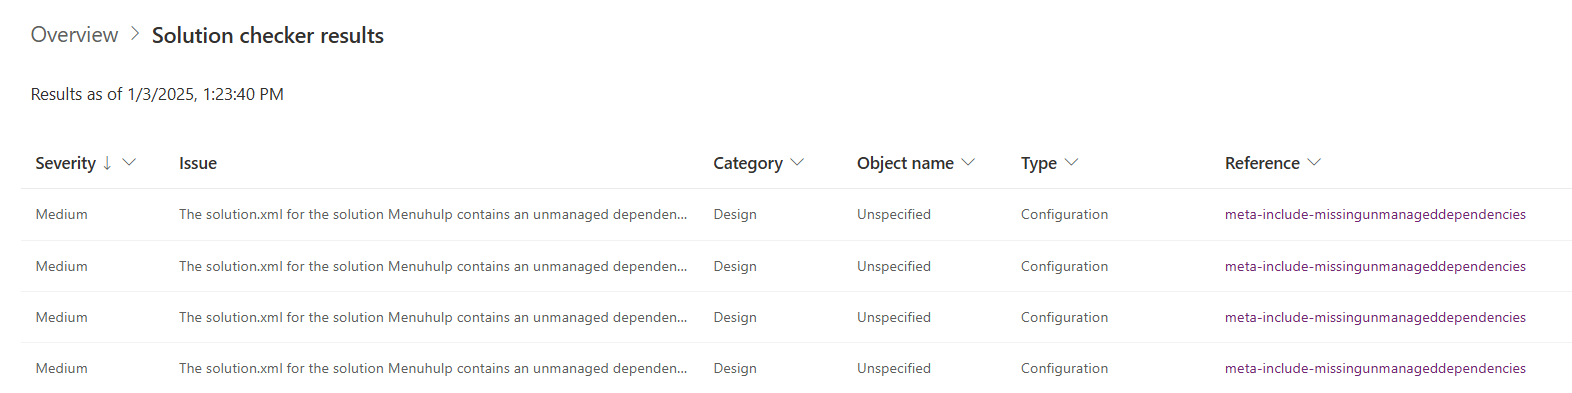 Overview > Solution checker results
Results as of 1/3/2025, 1:23:40 PM
Severity ↓ Issue Category Object name Type Reference
Medium The solution.xml for the solution Menuhulp contains an unmanaged dependen... Design Unspecified Configuration meta-include-missingunmanageddependencies
Medium The solution.xml for the solution Menuhulp contains an unmanaged dependen... Design Unspecified Configuration meta-include-missingunmanageddependencies
Medium The solution.xml for the solution Menuhulp contains an unmanaged dependen... Design Unspecified Configuration meta-include-missingunmanageddependencies
Medium The solution.xml for the solution Menuhulp contains an unmanaged dependen... Design Unspecified Configuration meta-include-missingunmanageddependencies